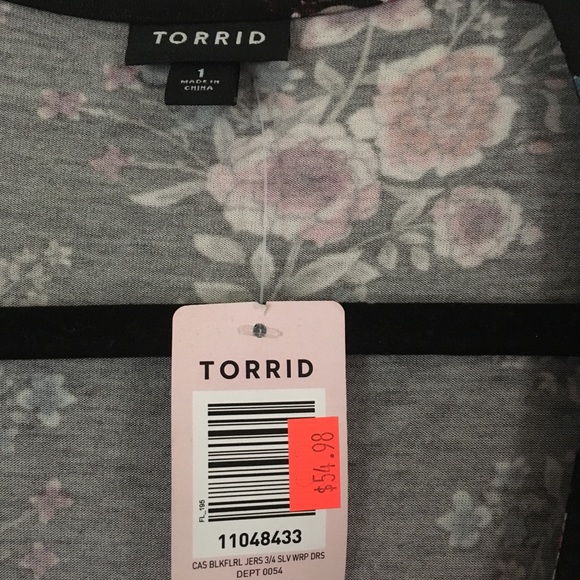 TORRID
1
MADE IN
CHINA
TORRID
$54.98
FL_195
11048433
CAS BLKFLRL JERS 3/4 SLV WRP DRS
DEPT 0054